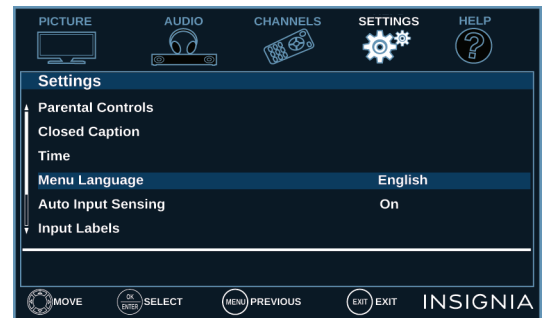 PICTURE AUDIO CHANNELS SETTINGS HELP
Settings
Parental Controls
Closed Caption
Time
Menu Language English
Auto Input Sensing On
Input Labels
MOVE OK ENTER SELECT MENU PREVIOUS EXIT EXIT INSIGNIA